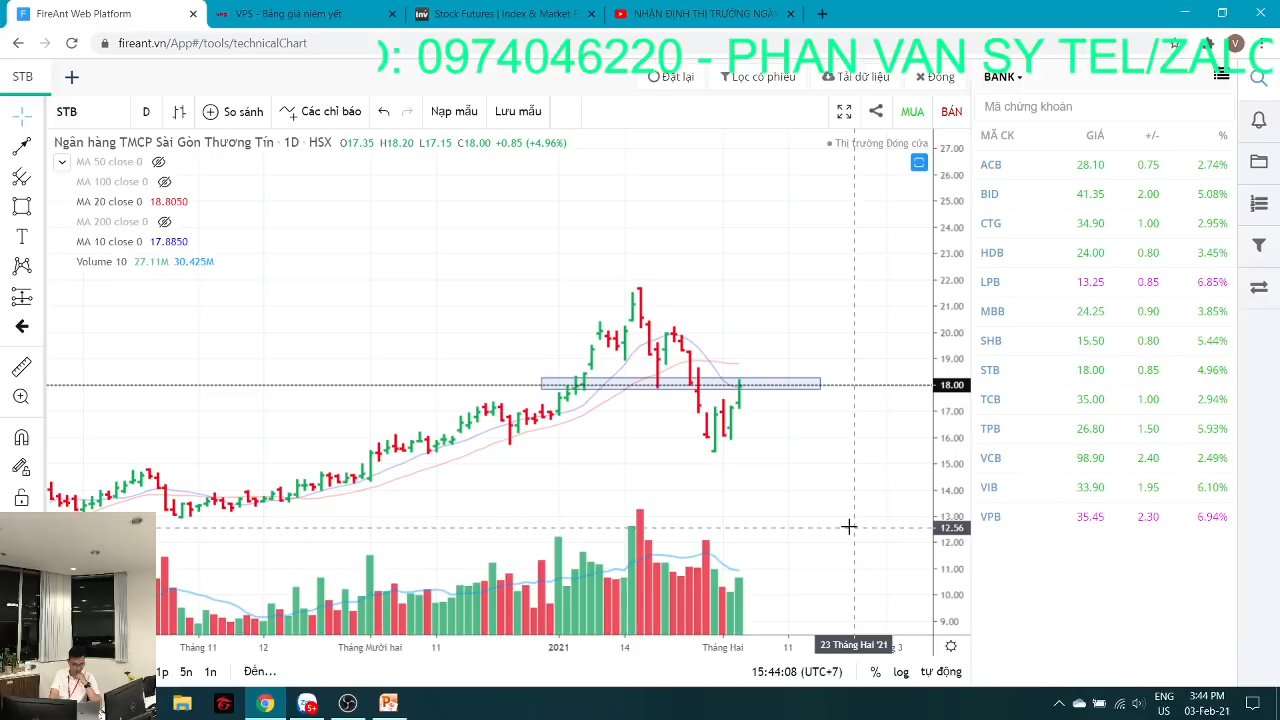 FireAnt Web Platform
VPS - Bảng giá niêm yết
Stock Futures | Index & Market F
NHẬN ĐỊNH THỊ TRƯỜNG NGÀY
fireant.vn/App#/tools/technicalChart
V
0: 0974046220 - PHAN VAN SY TEL/ZALO
STB
Đặt lại
Lọc cổ phiếu
Tải dữ liệu
Đóng
BANK
STB
D
So sánh
Các chỉ báo
Nạp mẫu
Lưu mẫu
MUA
BÁN
Mã chứng khoán
Ngân hàng TMCP Sài Gòn Thương Tín · 1D · HSX O17.35 H18.20 L17.15 C18.00 +0.85 (+4.96%)
Thị trường Đóng cửa
MA 50 close 0
MA 100 close 0
MA 20 close 0 18.8050
MA 200 close 0
MA 10 close 0 17.8850
Volume 10 27.11M 30.425M
27.00
26.00
25.00
24.00
23.00
22.00
21.00
20.00
19.00
18.00
17.00
16.00
15.00
14.00
13.00
12.56
12.00
11.00
10.00
9.00
MÃ CK GIÁ +/- %
ACB 28.10 0.75 2.74%
BID 41.35 2.00 5.08%
CTG 34.90 1.00 2.95%
HDB 24.00 0.80 3.45%
LPB 13.25 0.85 6.85%
MBB 24.25 0.90 3.85%
SHB 15.50 0.80 5.44%
STB 18.00 0.85 4.96%
TCB 35.00 1.00 2.94%
TPB 26.80 1.50 5.93%
VCB 98.90 2.40 2.49%
VIB 33.90 1.95 6.10%
VPB 35.45 2.30 6.94%
Tháng 11
12
Tháng Mười hai
11
2021
14
Tháng Hai
11
23 Tháng Hai '21
3
1p 5n 1n Đến...
15:44:08 (UTC+7)
% log tự động
5+
ENG
US
3:44 PM
03-Feb-21